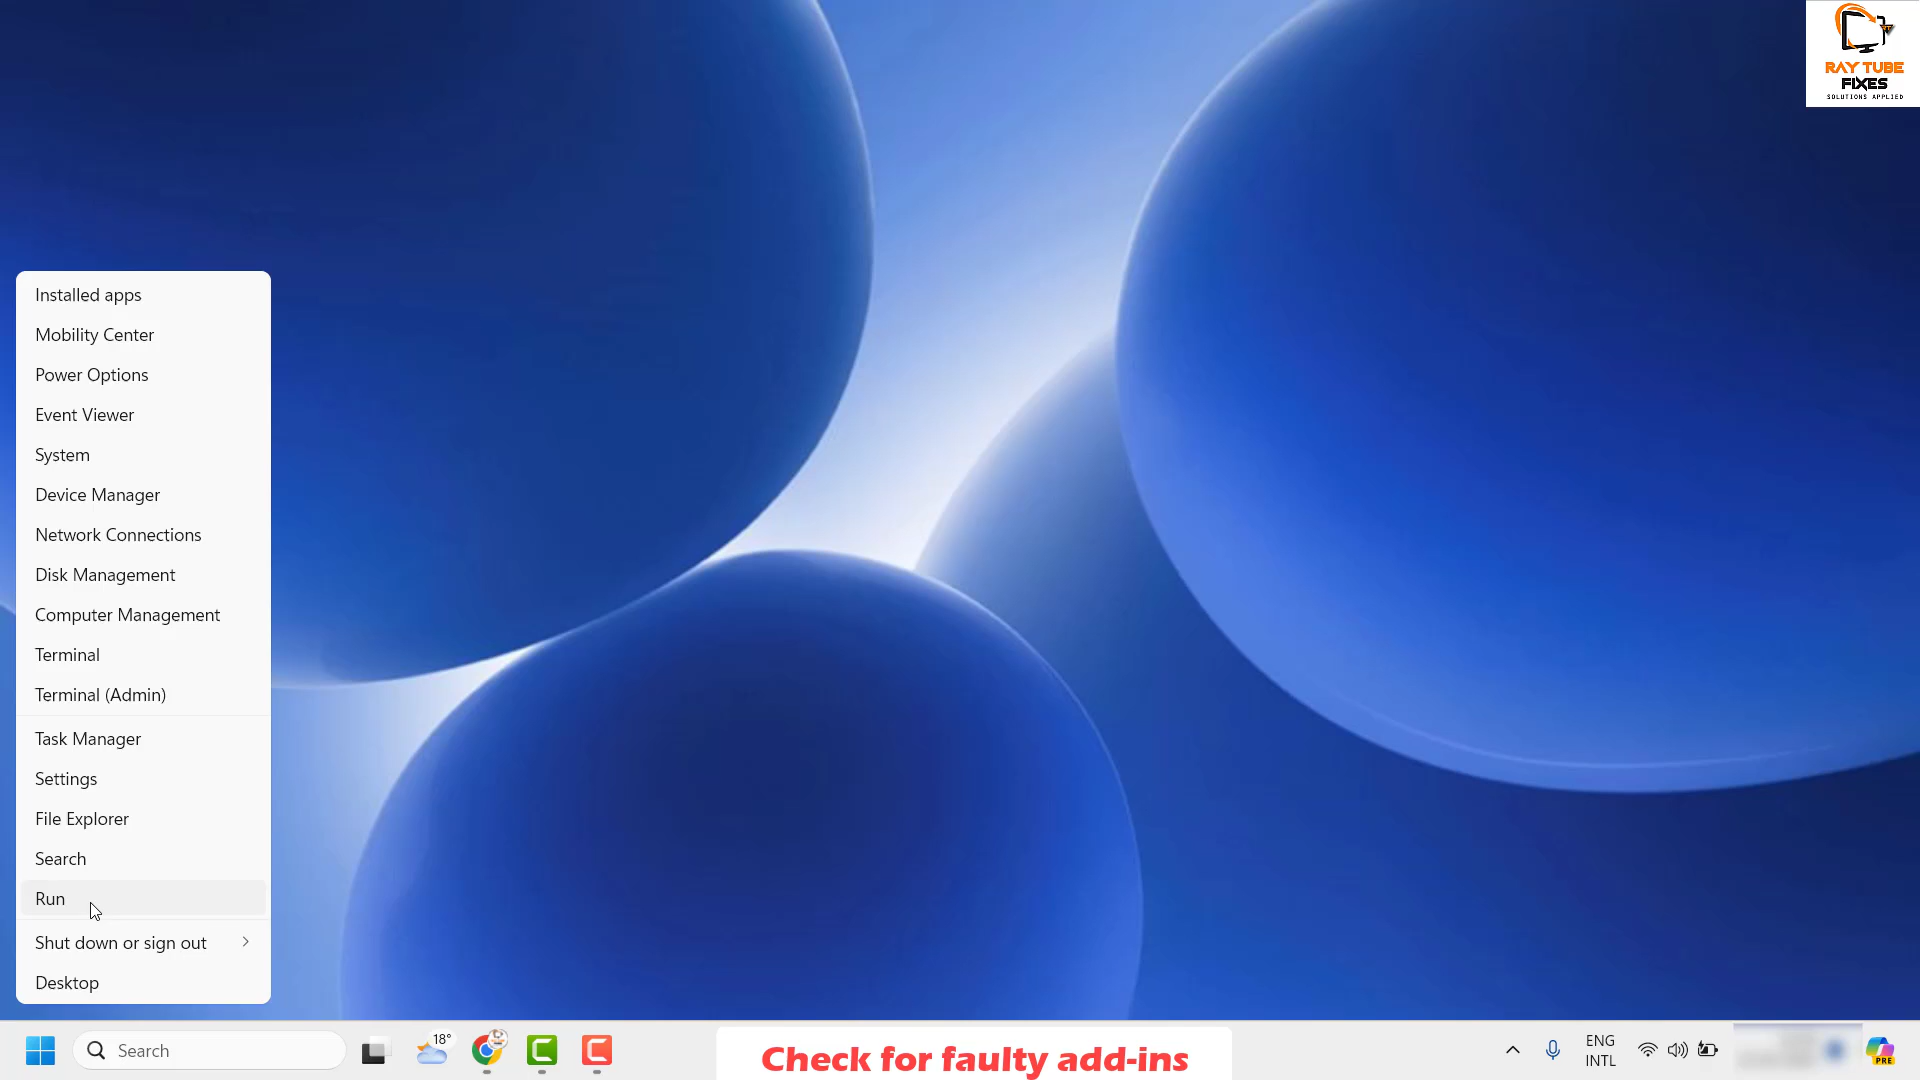 RAY TUBE
FIXES
SOLUTIONS APPLIED
Installed apps
Mobility Center
Power Options
Event Viewer
System
Device Manager
Network Connections
Disk Management
Computer Management
Terminal
Terminal (Admin)
Task Manager
Settings
File Explorer
Search
Run
Shut down or sign out
Desktop
Search
18°
Check for faulty add-ins
ENG
INTL
PRE